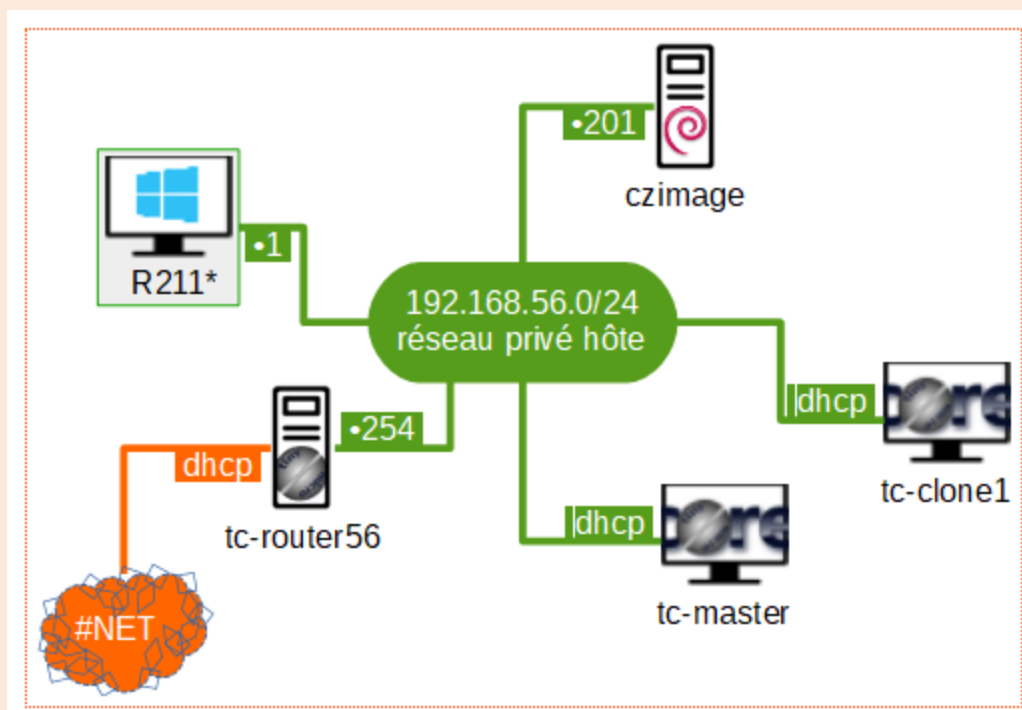 •201
czimage
•1
R211*
192.168.56.0/24
réseau privé hôte
dhcp
tc-clone1
•254
dhcp
tc-router56
dhcp
tc-master
#NET